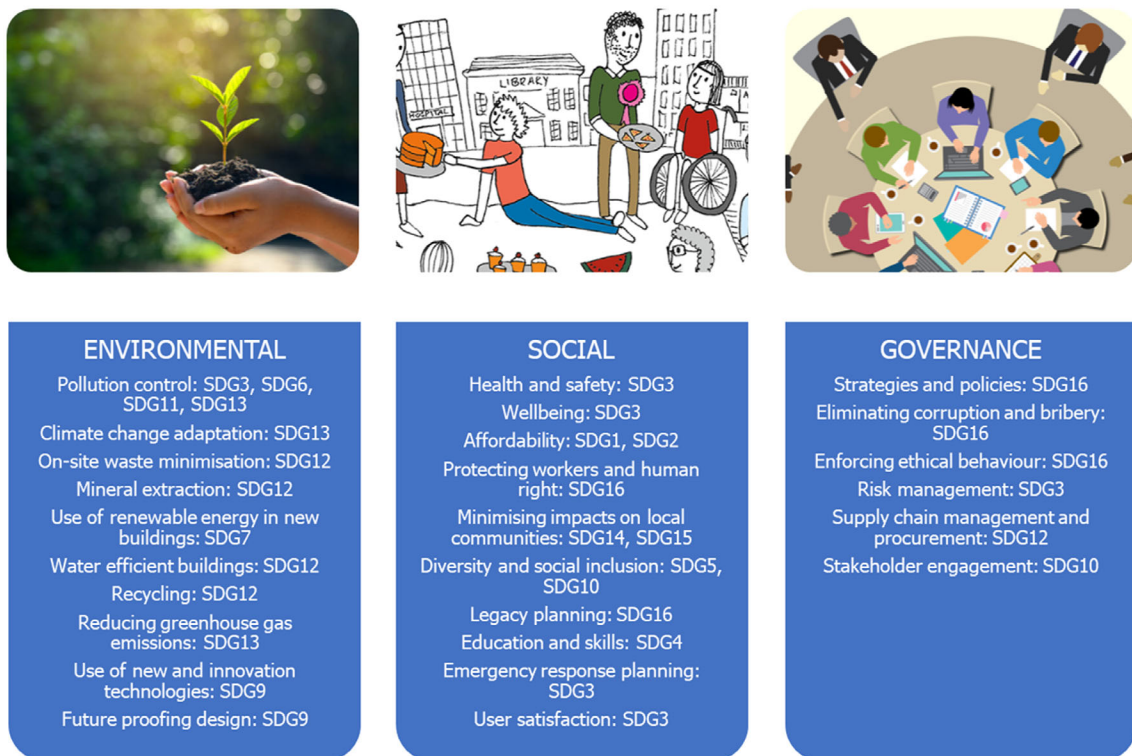 HOSPITAL
LIBRARY
ENVIRONMENTAL
Pollution control: SDG3, SDG6,
SDG11, SDG13
Climate change adaptation: SDG13
On-site waste minimisation: SDG12
Mineral extraction: SDG12
Use of renewable energy in new
buildings: SDG7
Water efficient buildings: SDG12
Recycling: SDG12
Reducing greenhouse gas
emissions: SDG13
Use of new and innovation
technologies: SDG9
Future proofing design: SDG9
SOCIAL
Health and safety: SDG3
Wellbeing: SDG3
Affordability: SDG1, SDG2
Protecting workers and human
right: SDG16
Minimising impacts on local
communities: SDG14, SDG15
Diversity and social inclusion: SDG5,
SDG10
Legacy planning: SDG16
Education and skills: SDG4
Emergency response planning:
SDG3
User satisfaction: SDG3
GOVERNANCE
Strategies and policies: SDG16
Eliminating corruption and bribery:
SDG16
Enforcing ethical behaviour: SDG16
Risk management: SDG3
Supply chain management and
procurement: SDG12
Stakeholder engagement: SDG10